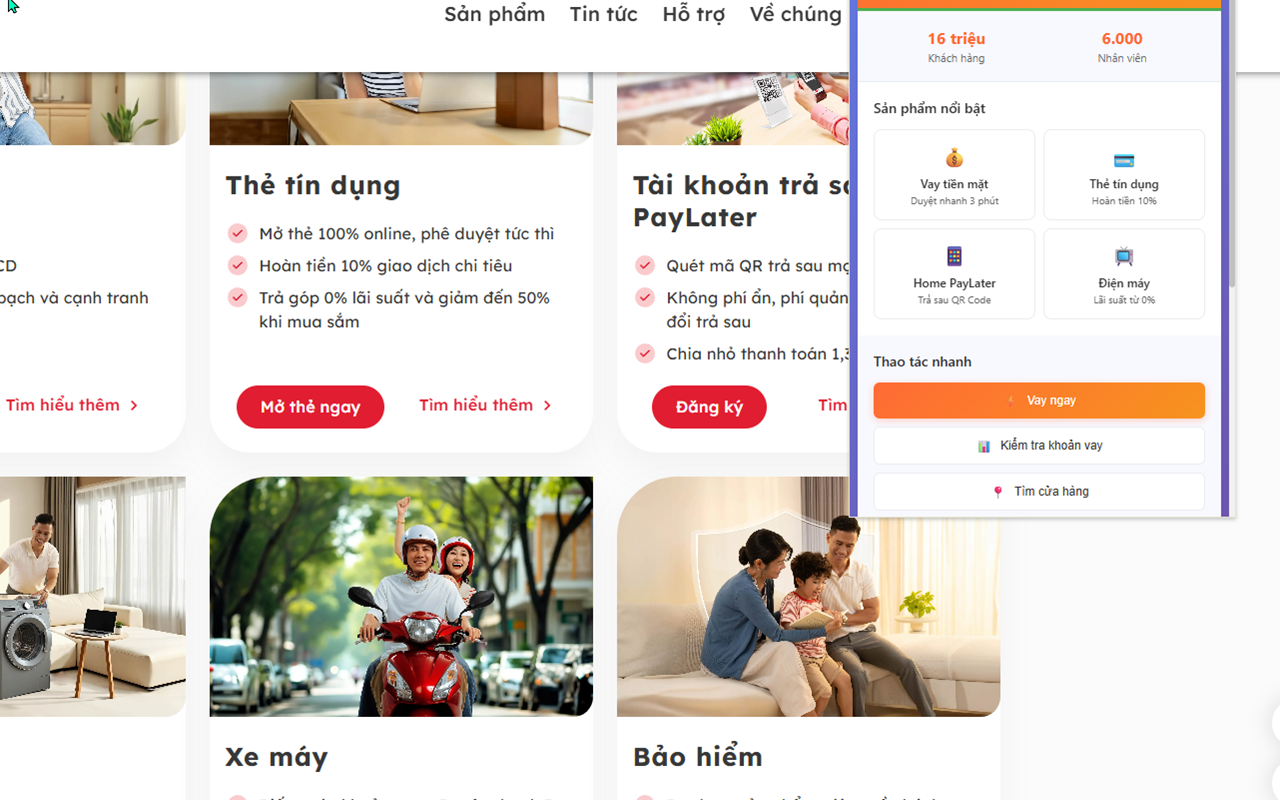 Sản phẩm Tin tức Hỗ trợ Về chúng
Thẻ tín dụng
Mở thẻ 100% online, phê duyệt tức thì
Hoàn tiền 10% giao dịch chi tiêu
Trả góp 0% lãi suất và giảm đến 50%
khi mua sắm
Mở thẻ ngay
Tìm hiểu thêm
Tài khoản trả
PayLater
Quét mã QR trả sau
Không phí ẩn, phí quản
đổi trả sau
Chia nhỏ thanh toán
Đăng ký
Tìm
CD
và cạnh tranh
Tìm hiểu thêm
Xe máy
Bảo hiểm
16 triệu
Khách hàng
6.000
Nhân viên
Sản phẩm nổi bật
Vay tiền mặt
Duyệt nhanh 3 phút
Thẻ tín dụng
Hoàn tiền 10%
Home PayLater
Trả sau QR Code
Điện máy
Lãi suất từ 0%
Thao tác nhanh
Vay ngay
Kiểm tra khoản vay
Tìm cửa hàng